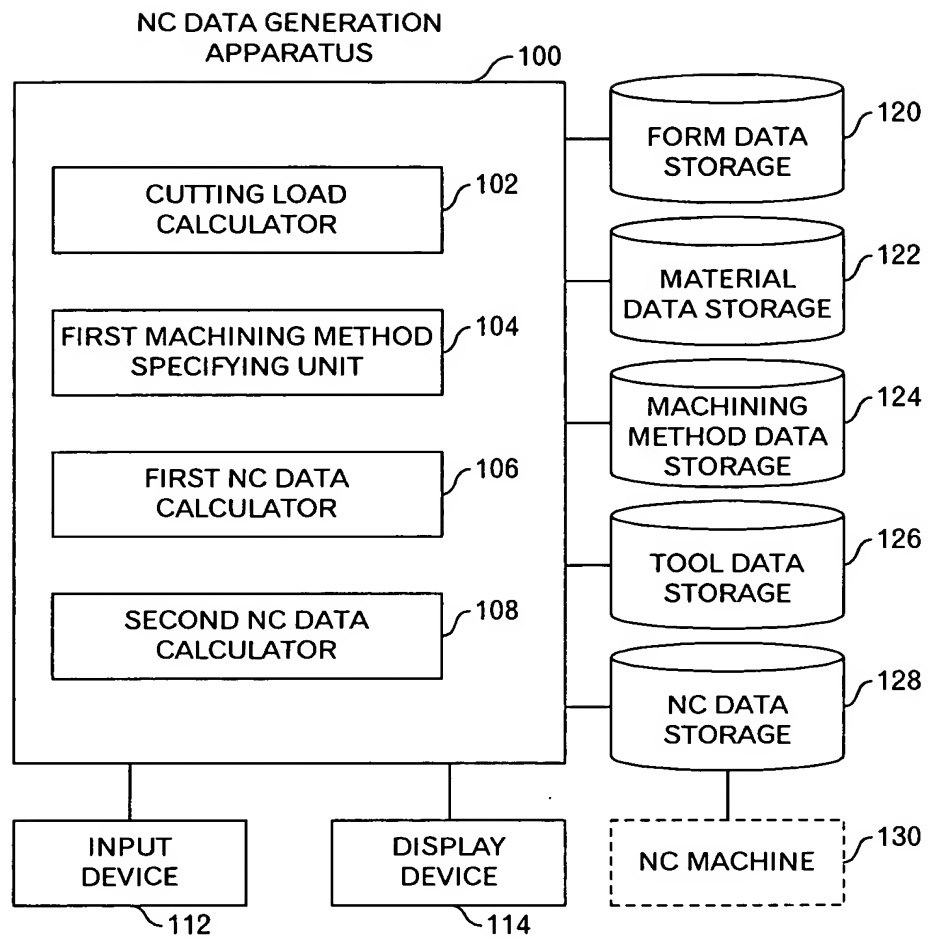 NC DATA GENERATION
APPARATUS
100
CUTTING LOAD
CALCULATOR
102
FIRST MACHINING METHOD
SPECIFYING UNIT
104
FIRST NC DATA
CALCULATOR
106
SECOND NC DATA
CALCULATOR
108
FORM DATA
STORAGE
120
MATERIAL
DATA STORAGE
122
MACHINING
METHOD DATA
STORAGE
124
TOOL DATA
STORAGE
126
NC DATA
STORAGE
128
INPUT
DEVICE
112
DISPLAY
DEVICE
114
NC MACHINE
130